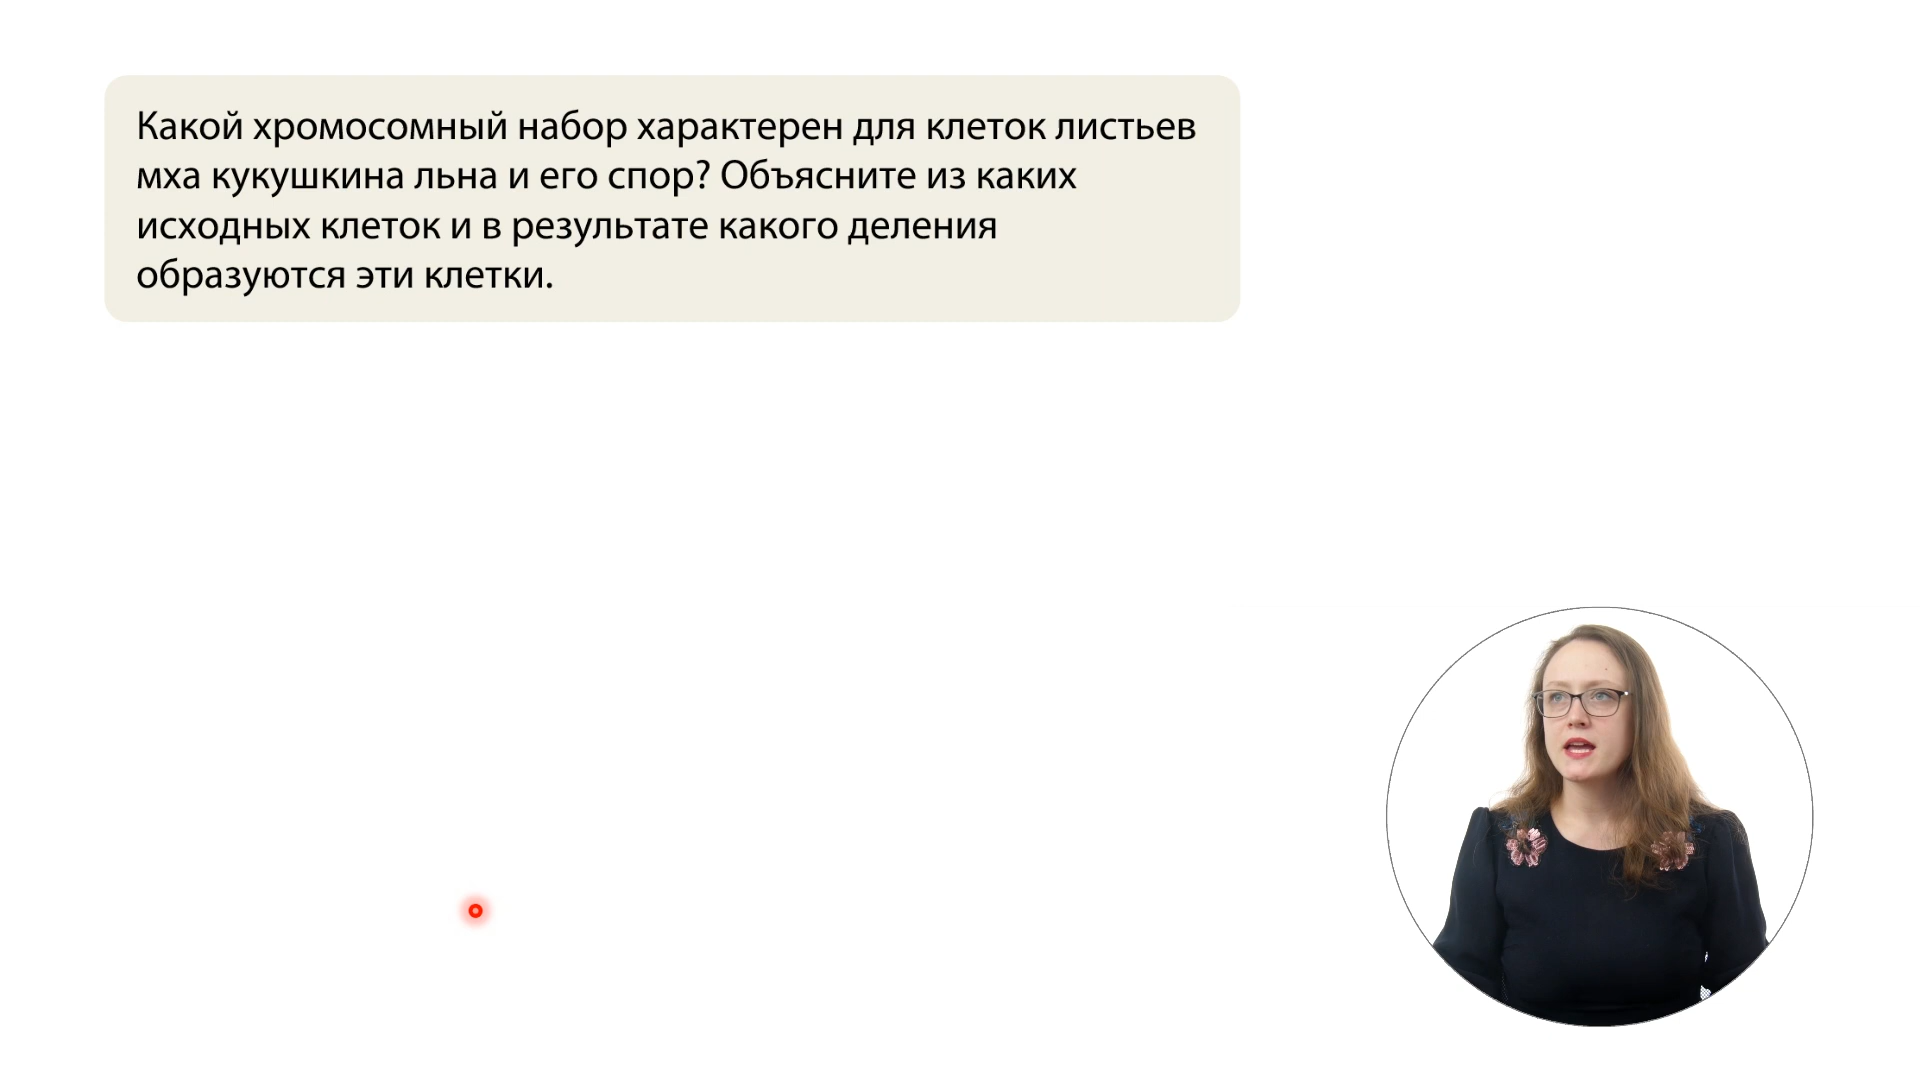 Какой хромосомный набор характерен для клеток листьев
мха кукушкина льна и его спор? Объясните из каких
исходных клеток и в результате какого деления
образуются эти клетки.